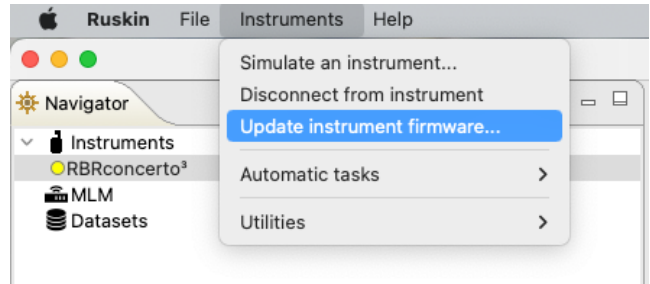 Ruskin File Instruments Help
Simulate an instrument...
Disconnect from instrument
Update instrument firmware...
Automatic tasks
Utilities
Navigator
Instruments
RBRconcerto³
MLM
Datasets